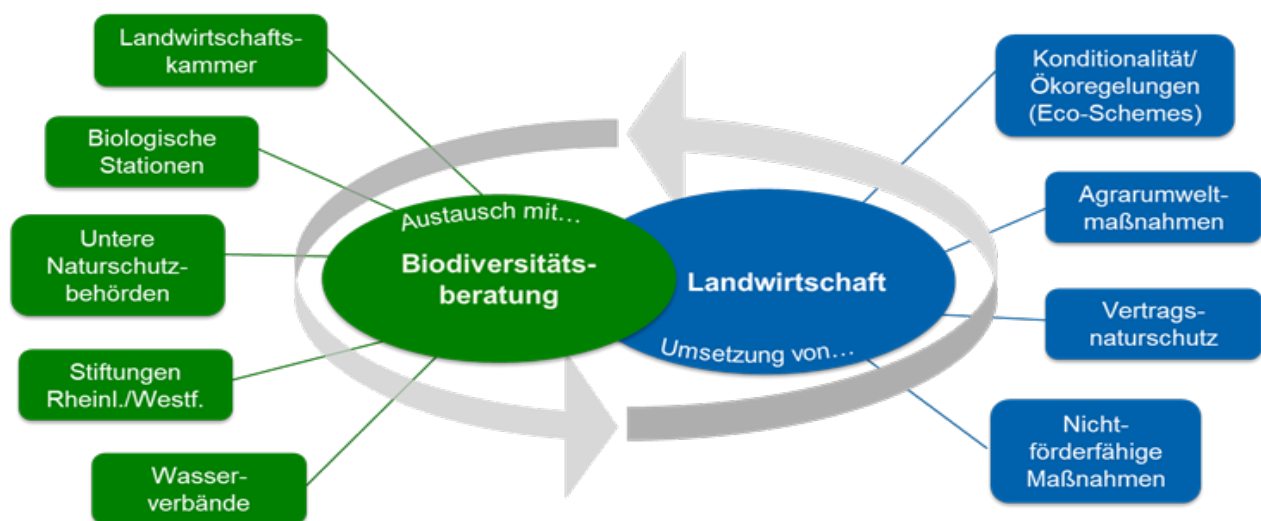 Landwirtschafts-
kammer
Biologische
Stationen
Untere
Naturschutz-
behörden
Stiftungen
Rheinl./Westf.
Wasser-
verbände
Austausch mit...
Biodiversitäts-
beratung
Landwirtschaft
Umsetzung von...
Konditionalität/
Ökoregelungen
(Eco-Schemes)
Agrarumwelt-
maßnahmen
Vertrags-
naturschutz
Nicht-
förderfähige
Maßnahmen